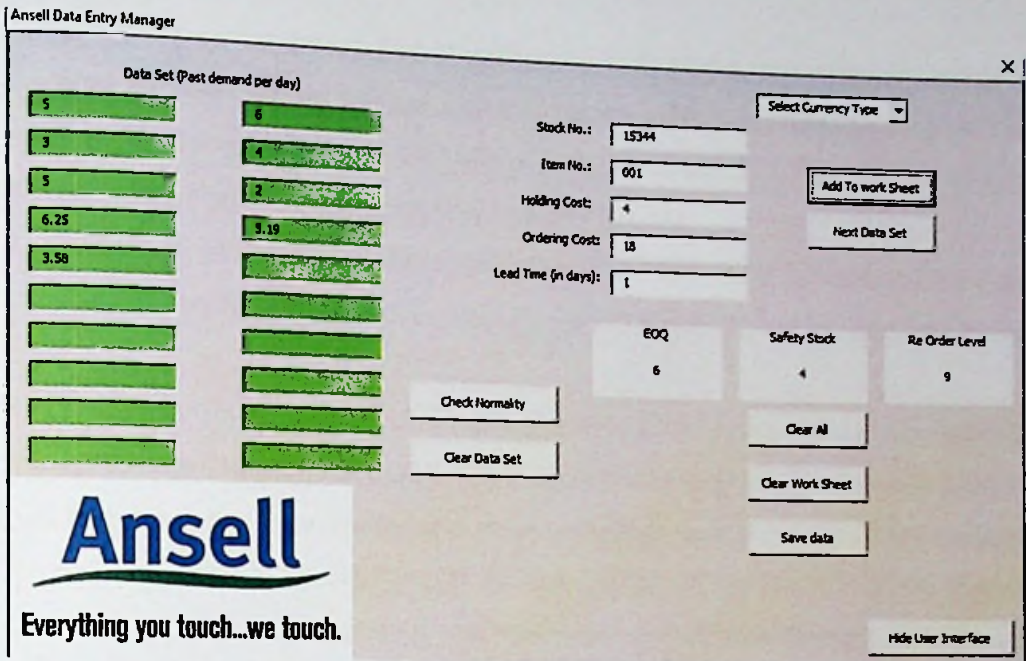 Ansell Data Entry Manager
Data Set (Past demand per day)
5
3
5
6.25
3.58
6
4
2
5.19
Stock No.: 15344
Item No.: 001
Holding Cost: 4
Ordering Cost: 18
Lead Time (in days): 1
Select Currency Type
Add To work Sheet
Next Data Set
EOQ
6
Safety Stock
4
Re Order Level
9
Check Normality
Clear Data Set
Clear All
Clear Work Sheet
Save data
Ansell
Everything you touch...we touch.
Hide User Interface